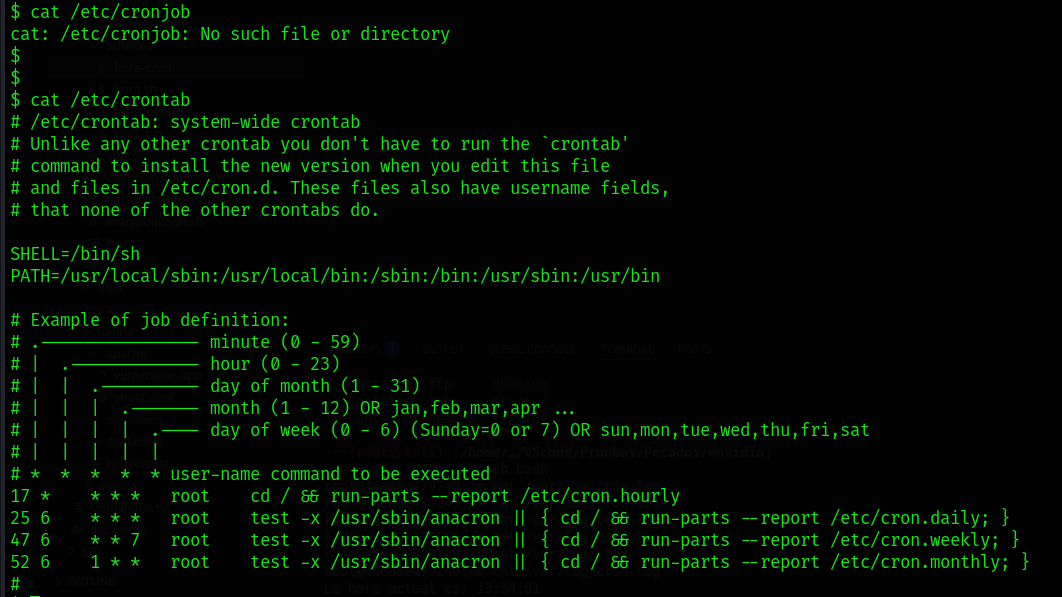 $ cat /etc/cronjob
cat: /etc/cronjob: No such file or directory
$
$
$ cat /etc/crontab
# /etc/crontab: system-wide crontab
# Unlike any other crontab you don't have to run the `crontab'
# command to install the new version when you edit this file
# and files in /etc/cron.d. These files also have username fields,
# that none of the other crontabs do.

SHELL=/bin/sh
PATH=/usr/local/sbin:/usr/local/bin:/sbin:/bin:/usr/sbin:/usr/bin

# Example of job definition:
# .---------------- minute (0 - 59)
# |  .------------- hour (0 - 23)
# |  |  .---------- day of month (1 - 31)
# |  |  |  .------- month (1 - 12) OR jan,feb,mar,apr ...
# |  |  |  |  .---- day of week (0 - 6) (Sunday=0 or 7) OR sun,mon,tue,wed,thu,fri,sat
# |  |  |  |  |
# *  *  *  *  * user-name command to be executed
17 *    * * *   root    cd / && run-parts --report /etc/cron.hourly
25 6    * * *   root    test -x /usr/sbin/anacron || { cd / && run-parts --report /etc/cron.daily; }
47 6    * * 7   root    test -x /usr/sbin/anacron || { cd / && run-parts --report /etc/cron.weekly; }
52 6    1 * *   root    test -x /usr/sbin/anacron || { cd / && run-parts --report /etc/cron.monthly; }
#